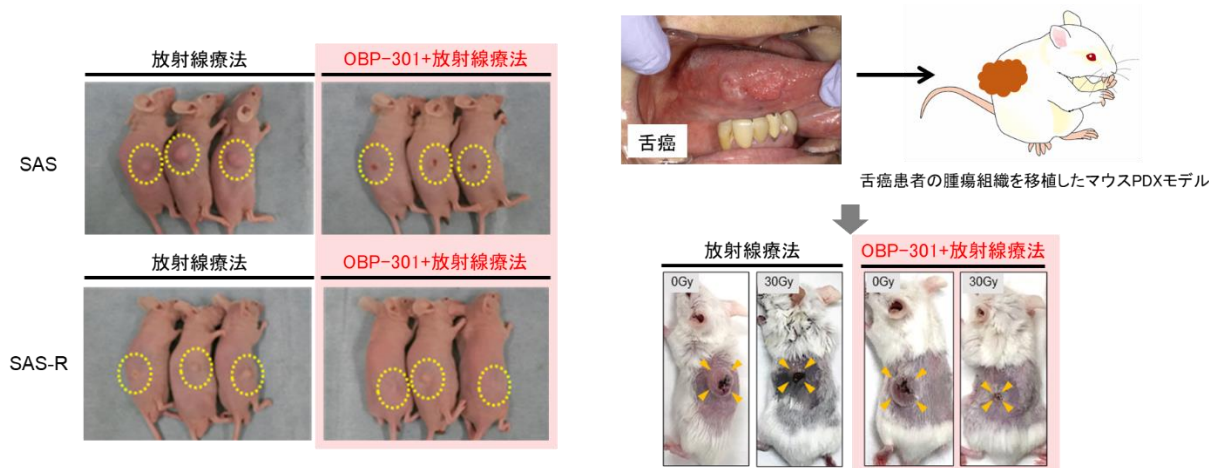 放射線療法
OBP-301+放射線療法
SAS
放射線療法
OBP-301+放射線療法
SAS-R
舌癌
舌癌患者の腫瘍組織を移植したマウスPDXモデル
放射線療法
OBP-301+放射線療法
0Gy
30Gy
0Gy
30Gy